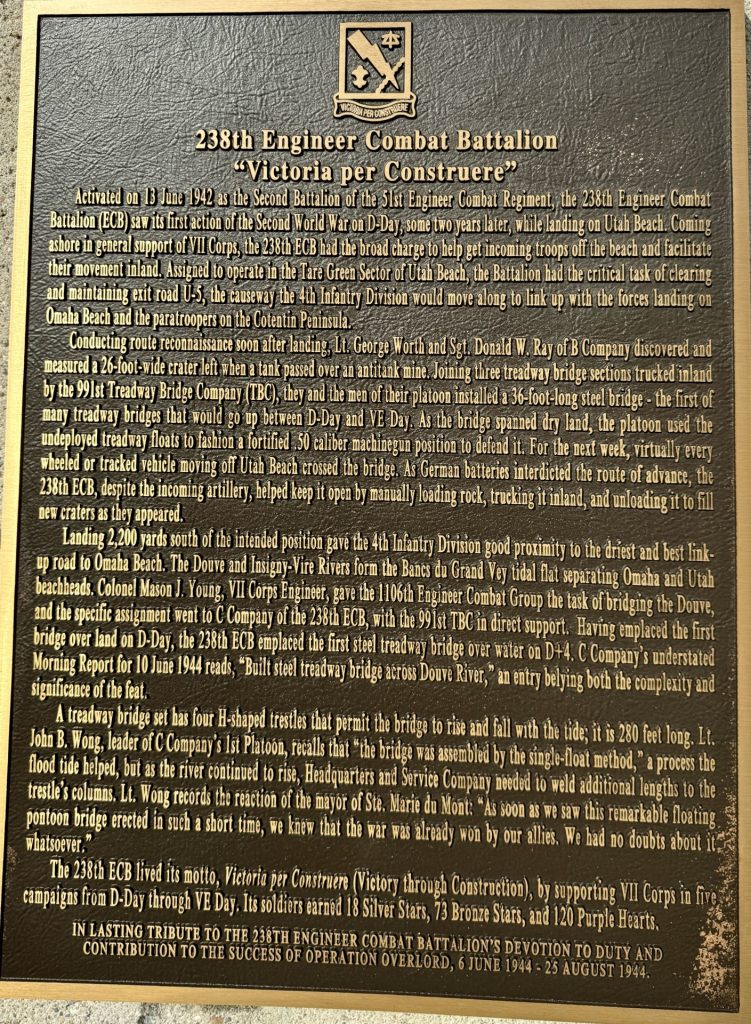 VICTORIA PER CONSTRUERE
238th Engineer Combat Battalion
“Victoria per Construere”
Activated on 13 June 1942 as the Second Battalion of the 51st Engineer Combat Regiment, the 238th Engineer Combat
Battalion (ECB) saw its first action of the Second World War on D-Day, some two years later, while landing on Utah Beach. Coming
ashore in general support of VII Corps, the 238th ECB had the broad charge to help get incoming troops off the beach and facilitate
their movement inland. Assigned to operate in the Tare Green Sector of Utah Beach, the Battalion had the critical task of clearing
and maintaining exit road U-5, the causeway the 4th Infantry Division would move along to link up with the forces landing on
Omaha Beach and the paratroopers on the Cotentin Peninsula.
Conducting route reconnaissance soon after landing, Lt. George Worth and Sgt. Donald W. Ray of B Company discovered and
measured a 26-foot-wide crater left when a tank passed over an antitank mine. Joining three treadway bridge sections trucked inland
by the 991st Treadway Bridge Company (TBC), they and the men of their platoon installed a 36-foot-long steel bridge - the first of
many treadway bridges that would go up between D-Day and VE Day. As the bridge spanned dry land, the platoon used the
undeployed treadway floats to fashion a fortified .50 caliber machinegun position to defend it. For the next week, virtually every
wheeled or tracked vehicle moving off Utah Beach crossed the bridge. As German batteries interdicted the route of advance, the
238th ECB, despite the incoming artillery, helped keep it open by manually loading rock, trucking it inland, and unloading it to fill
new craters as they appeared.
Landing 2,200 yards south of the intended position gave the 4th Infantry Division good proximity to the driest and best link-
up road to Omaha Beach. The Douve and Insigny-Vire Rivers form the Bancs du Grand Vey tidal flat separating Omaha and Utah
beachheads. Colonel Mason J. Young, VII Corps Engineer, gave the 1106th Engineer Combat Group the task of bridging the Douve,
and the specific assignment went to C Company of the 238th ECB, with the 991st TBC in direct support. Having emplaced the first
bridge over land on D-Day, the 238th ECB emplaced the first steel treadway bridge over water on D+4. C Company's understated
Morning Report for 10 June 1944 reads, “Built steel treadway bridge across Douve River,” an entry belying both the complexity and
significance of the feat.
A treadway bridge set has four H-shaped trestles that permit the bridge to rise and fall with the tide; it is 280 feet long. Lt.
John B. Wong, leader of C Company's 1st Platoon, recalls that “the bridge was assembled by the single-float method,” a process the
flood tide helped, but as the river continued to rise, Headquarters and Service Company needed to weld additional lengths to the
trestle's columns. Lt. Wong records the reaction of the mayor of Ste. Marie du Mont: “As soon as we saw this remarkable floating
pontoon bridge erected in such a short time, we knew that the war was already won by our allies. We had no doubts about it
whatsoever.”
The 238th ECB lived its motto, Victoria per Construere (Victory through Construction), by supporting VII Corps in five
campaigns from D-Day through VE Day. Its soldiers earned 18 Silver Stars, 73 Bronze Stars, and 120 Purple Hearts.
IN LASTING TRIBUTE TO THE 238TH ENGINEER COMBAT BATTALION'S DEVOTION TO DUTY AND
CONTRIBUTION TO THE SUCCESS OF OPERATION OVERLORD, 6 JUNE 1944 - 25 AUGUST 1944.